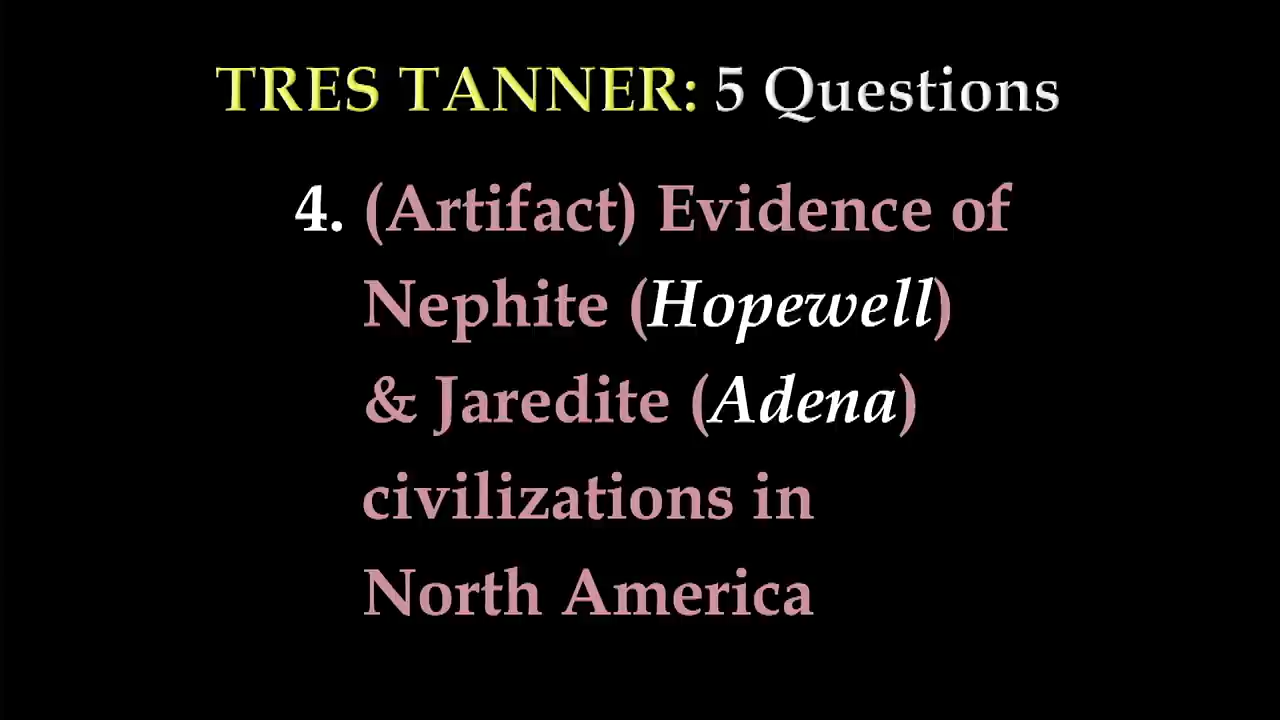 TRES TANNER: 5 Questions
4. (Artifact) Evidence of
Nephite (Hopewell)
& Jaredite (Adena)
civilizations in
North America